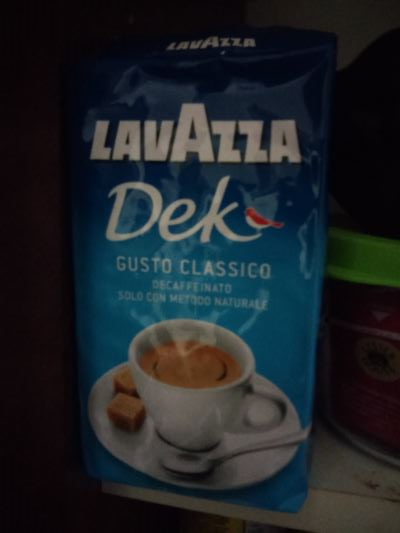 LAVAZZA
LAVAZZA
Dek
GUSTO CLASSICO
DECAFFEINATO
SOLO CON METODO NATURALE